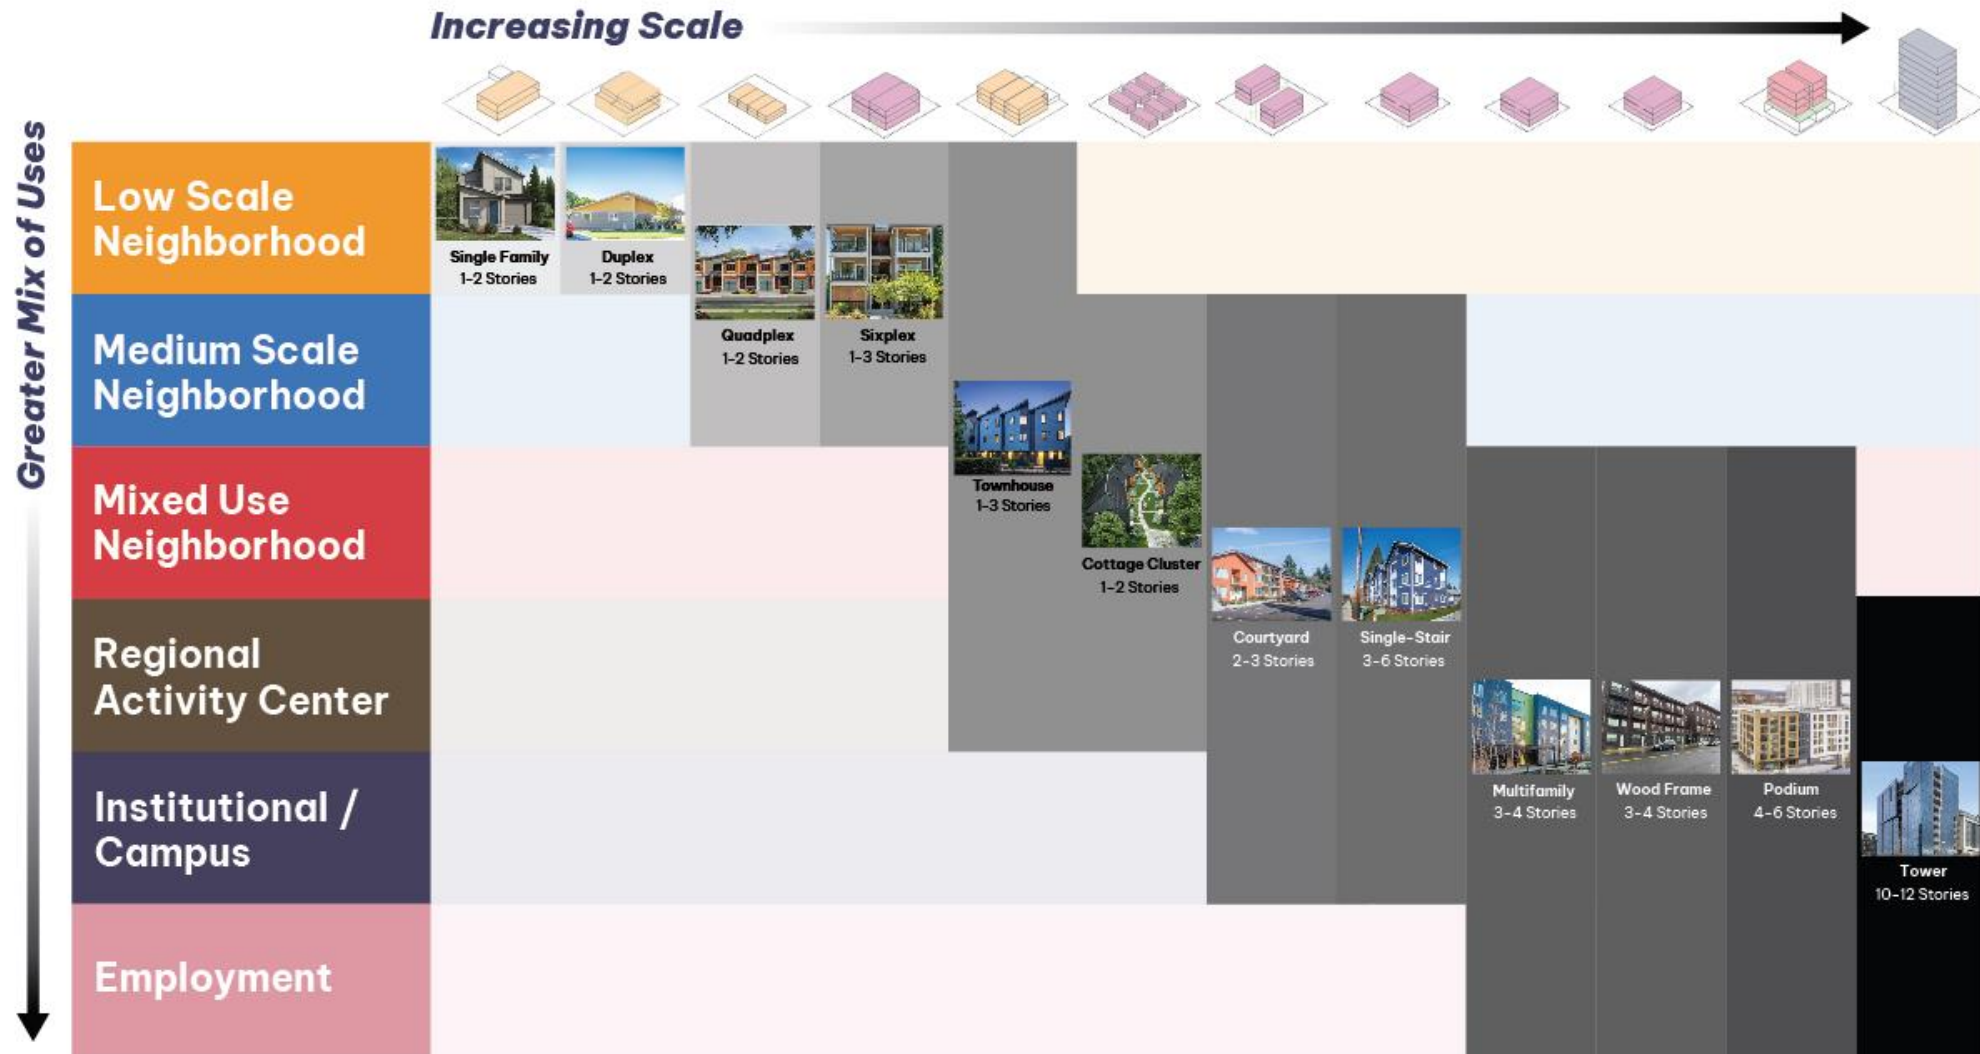 Increasing Scale
Greater Mix of Uses
Low Scale
Neighborhood
Single Family
1-2 Stories
Duplex
1-2 Stories
Quadplex
1-2 Stories
Sixplex
1-3 Stories
Medium Scale
Neighborhood
Townhouse
1-3 Stories
Mixed Use
Neighborhood
Cottage Cluster
1-2 Stories
Courtyard
2-3 Stories
Single-Stair
3-6 Stories
Regional
Activity Center
Multifamily
3-4 Stories
Wood Frame
3-4 Stories
Podium
4-6 Stories
Institutional /
Campus
Tower
10-12 Stories
Employment